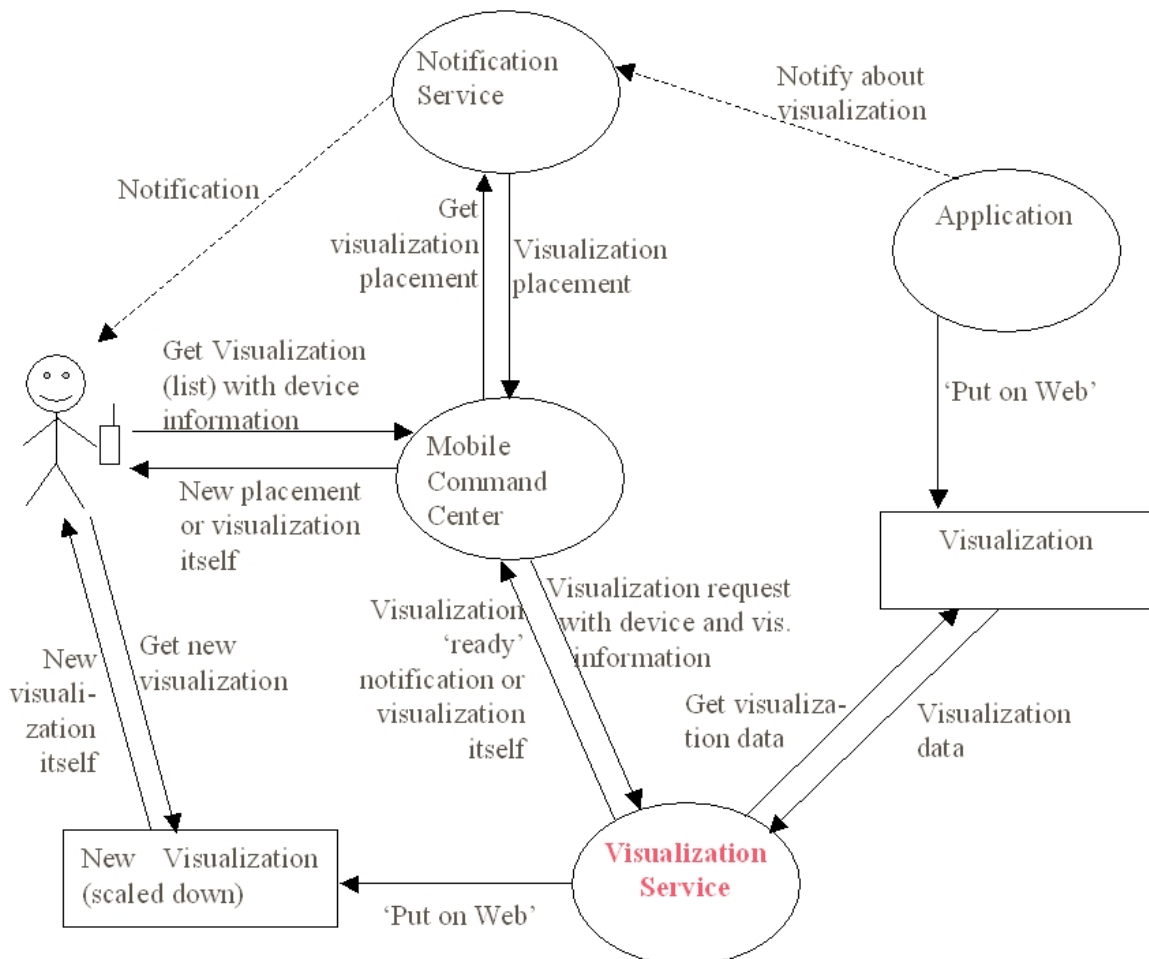 Notification
Service
Notify about
visualization
Notification
Application
Get
visualization
placement
Visualization
placement
Get Visualization
(list) with device
information
‘Put on Web’
Mobile
Command
Center
New placement
or visualization
itself
Visualization
Visualization request
with device and vis.
information
Visualization
‘ready’
notification or
visualization
itself
Get new
visualization
New
visuali-
zation
itself
Get visualiza-
tion data
Visualization
data
New Visualization
(scaled down)
Visualization
Service
‘Put on Web’